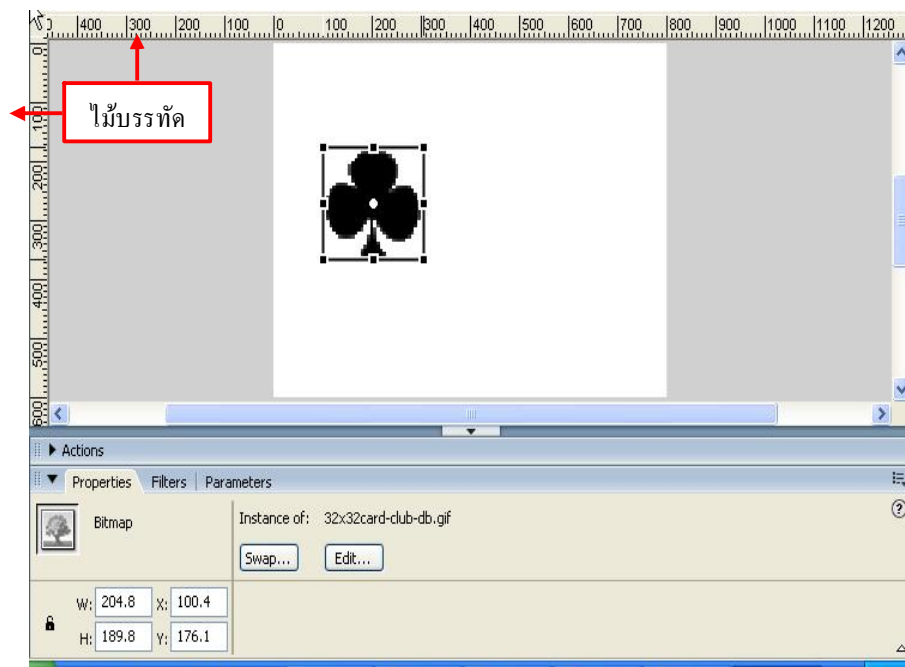 400 300 200 100 0 100 200 300 400 500 600 700 800 900 1000 1100 1200
0
100
200
300
400
500
600
ไม้บรรทัด
Actions
Properties Filters Parameters
Bitmap Instance of: 32x32card-club-db.gif
Swap... Edit...
W: 204.8 X: 100.4
H: 189.8 Y: 176.1